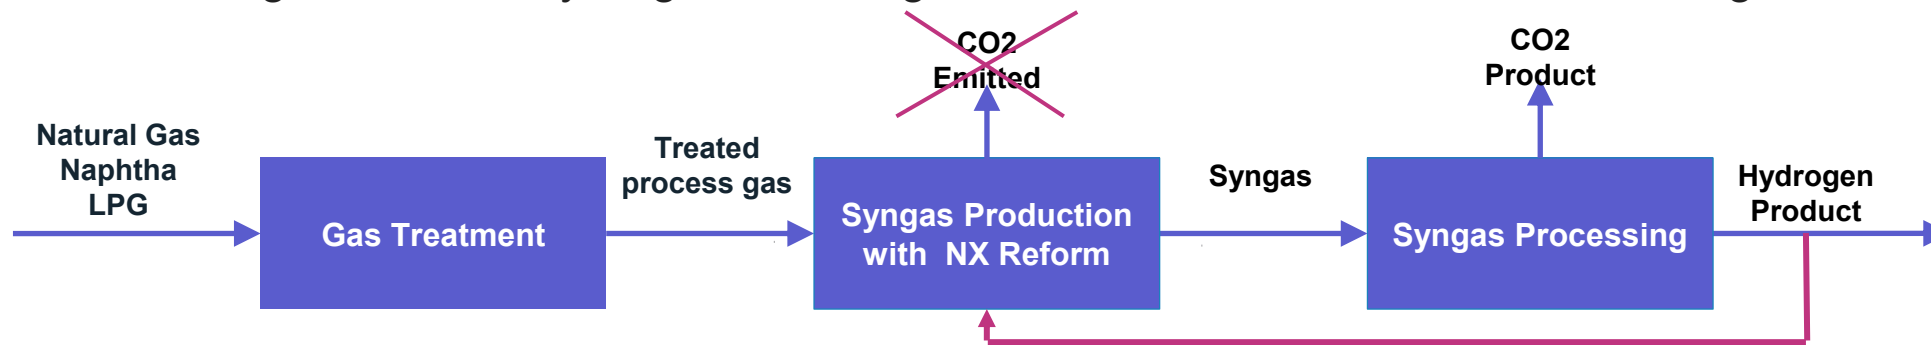 CO2
Emitted
CO2
Product
Natural Gas
Naphtha
LPG
Treated
process gas
Syngas
Hydrogen
Product
Gas Treatment
Syngas Production
with NX Reform
Syngas Processing